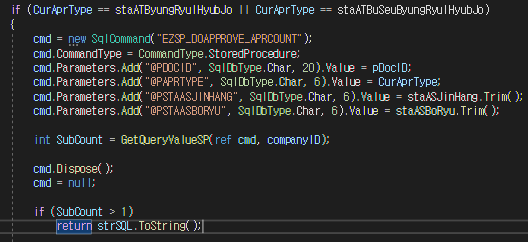 if (CurAprType == staATByungRyulHyubJo || CurAprType == staATBuSeuByungRyulHyubJo)
{
cmd = new SqlCommand("EZSP_DOAPPROVE_APRCOUNT");
cmd.CommandType = CommandType.StoredProcedure;
cmd.Parameters.Add("@PDOCID", SqlDbType.Char, 20).Value = pDocID;
cmd.Parameters.Add("@PAPRTYPE", SqlDbType.Char, 6).Value = CurAprType;
cmd.Parameters.Add("@PSTAASJINHANG", SqlDbType.Char, 6).Value = staASJinHang.Trim();
cmd.Parameters.Add("@PSTAASBORYU", SqlDbType.Char, 6).Value = staASBoRyu.Trim();
int SubCount = GetQueryValueSP(ref cmd, companyID);
cmd.Dispose();
cmd = null;
if (SubCount > 1)
return strSQL.ToString();